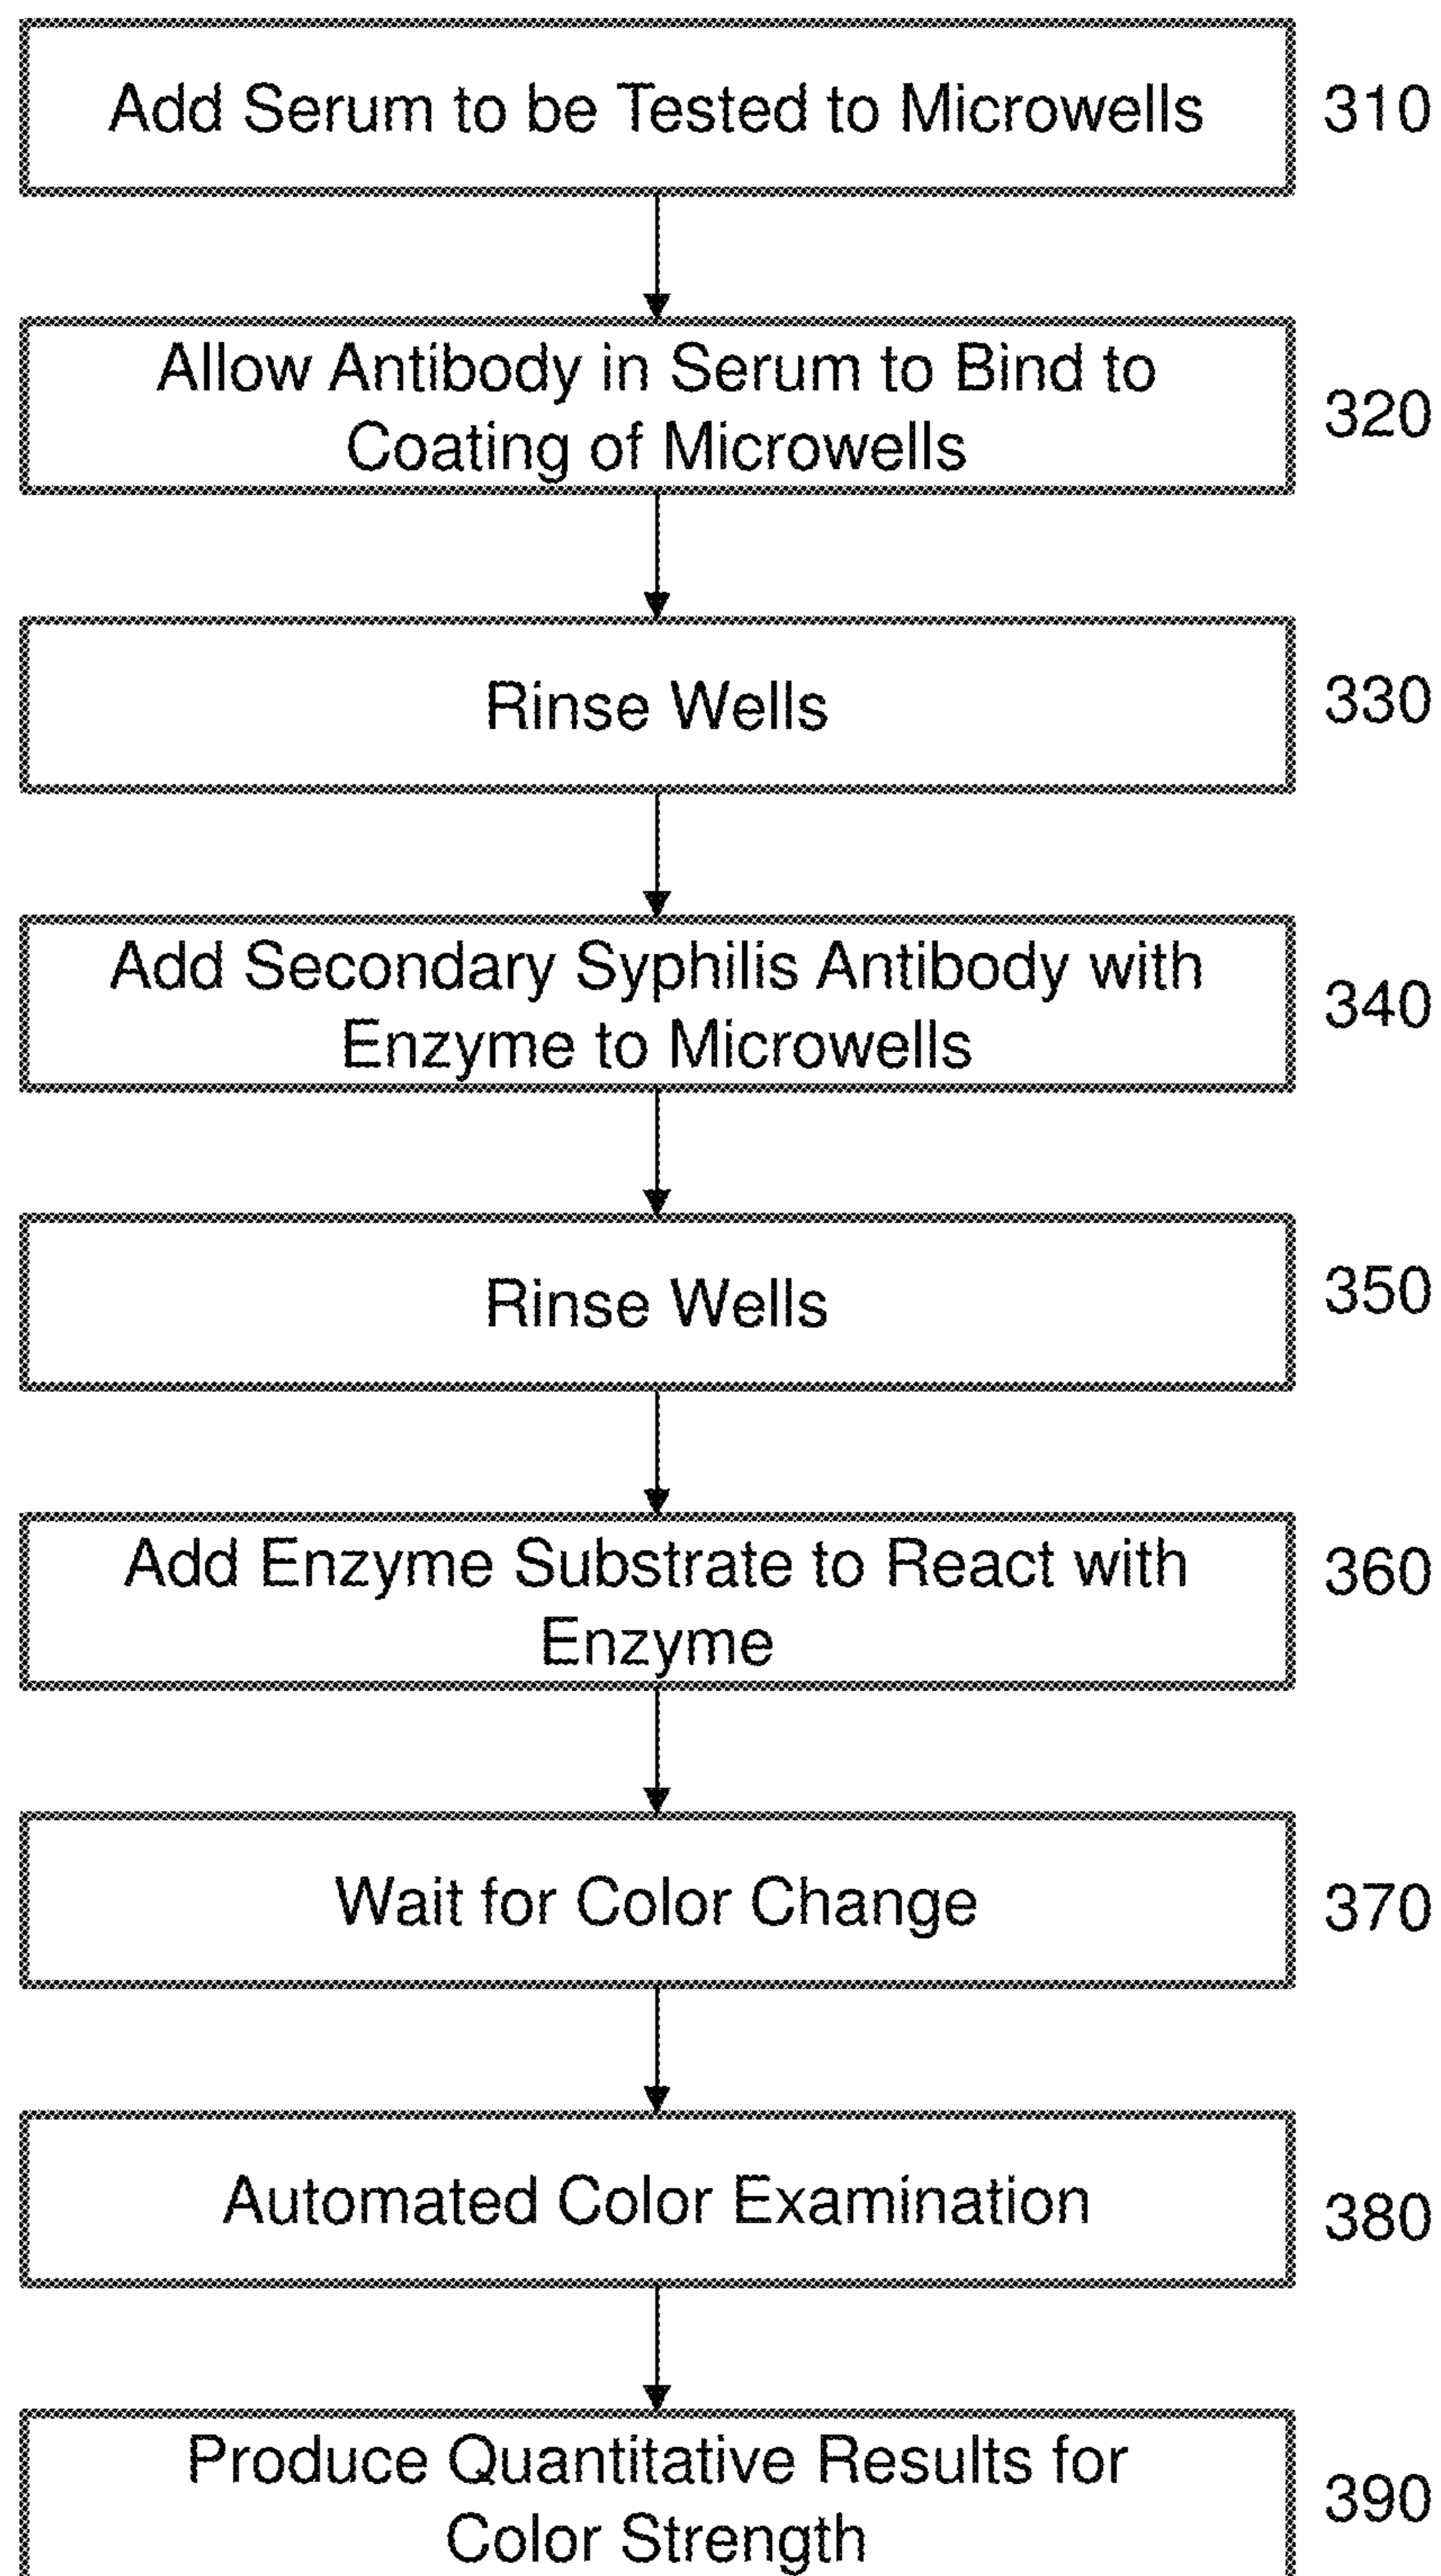 Add Serum to be Tested to Microwells
310
Allow Antibody in Serum to Bind to
Coating of Microwells
320
Rinse Wells
330
Add Secondary Syphilis Antibody with
Enzyme to Microwells
340
Rinse Wells
350
Add Enzyme Substrate to React with
Enzyme
360
Wait for Color Change
370
Automated Color Examination
380
Produce Quantitative Results for
Color Strength
390